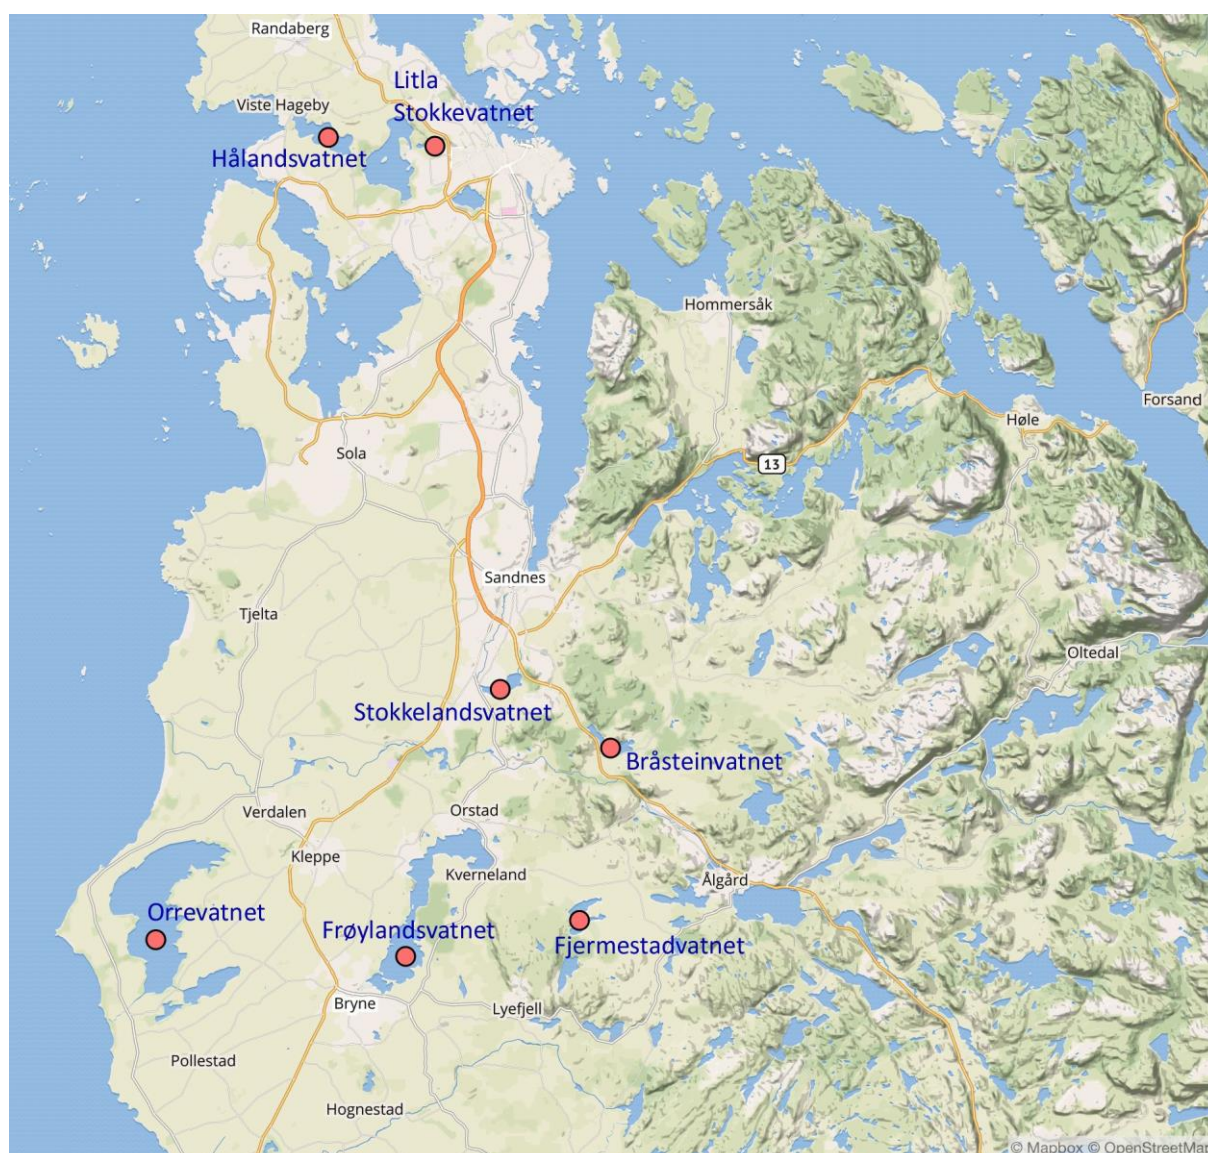 Randaberg
Litla
Stokkevatnet
Viste Hageby
Hålandsvatnet
Hommersåk
Forsand
Høle
Sola
13
Sandnes
Tjelta
Oltedal
Stokkelandsvatnet
Bråsteinvatnet
Verdalen
Orstad
Kleppe
Kverneland
Ålgård
Orrevatnet
Frøylandsvatnet
Fjermestadvatnet
Bryne
Lyefjell
Pollestad
Hognestad
© Mapbox © OpenStreetMap